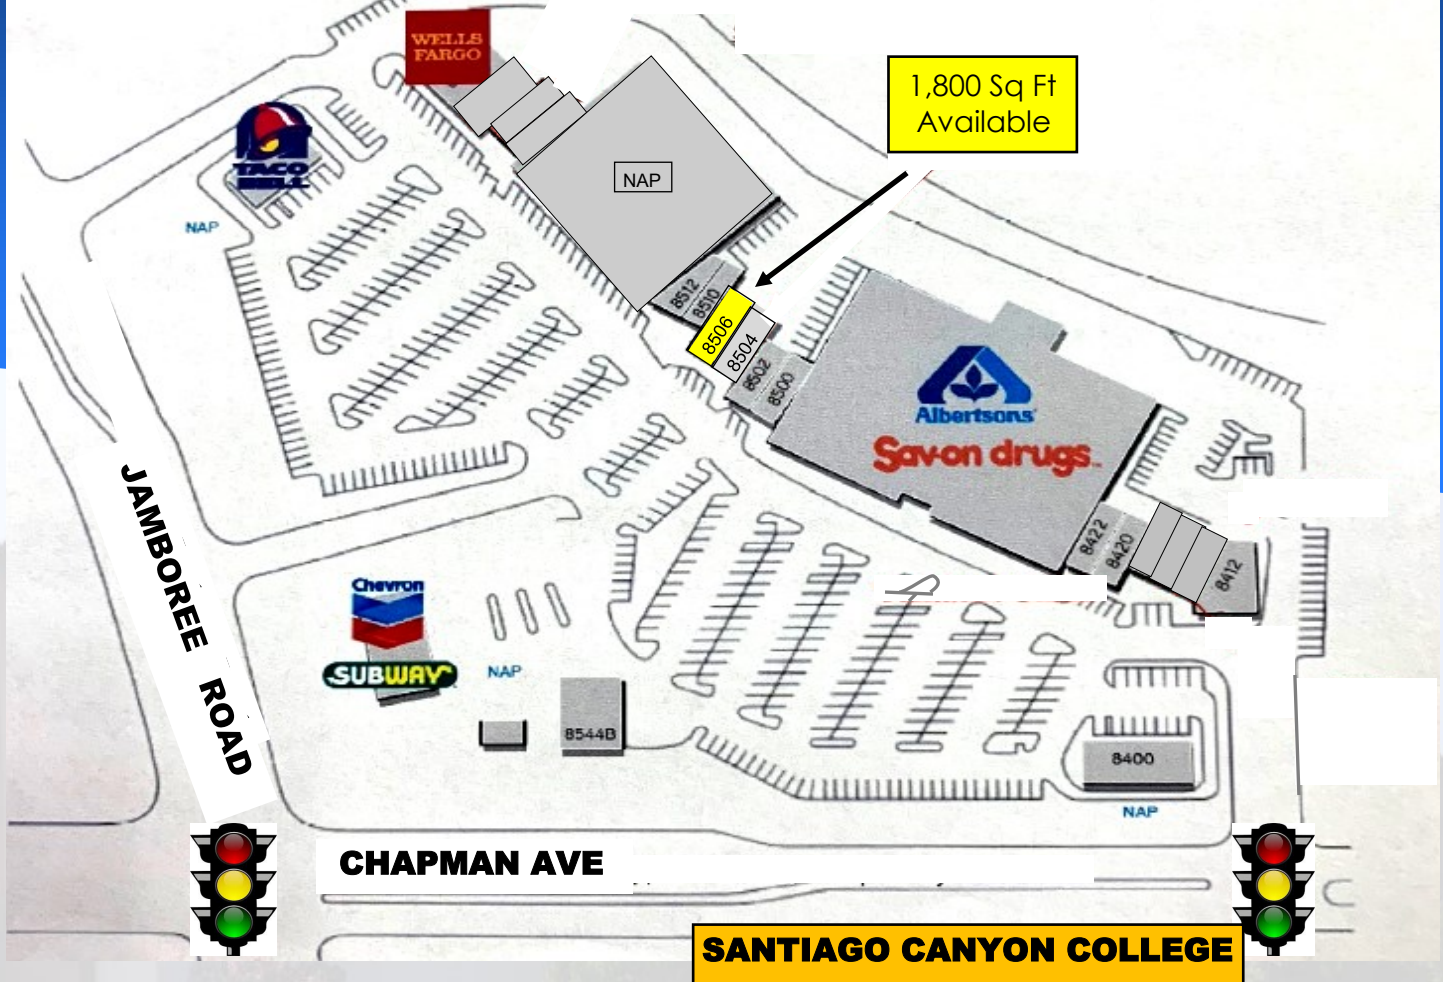 WELLS
FARGO
1,800 Sq Ft
Available
TACO
BELL
NAP
NAP
8512
8510
8506
8504
8502
8500
Albertsons
Sav-on drugs
8422
8420
8412
JAMBOREE ROAD
Chevron
SUBWAY
NAP
8544B
8400
NAP
CHAPMAN AVE
SANTIAGO CANYON COLLEGE